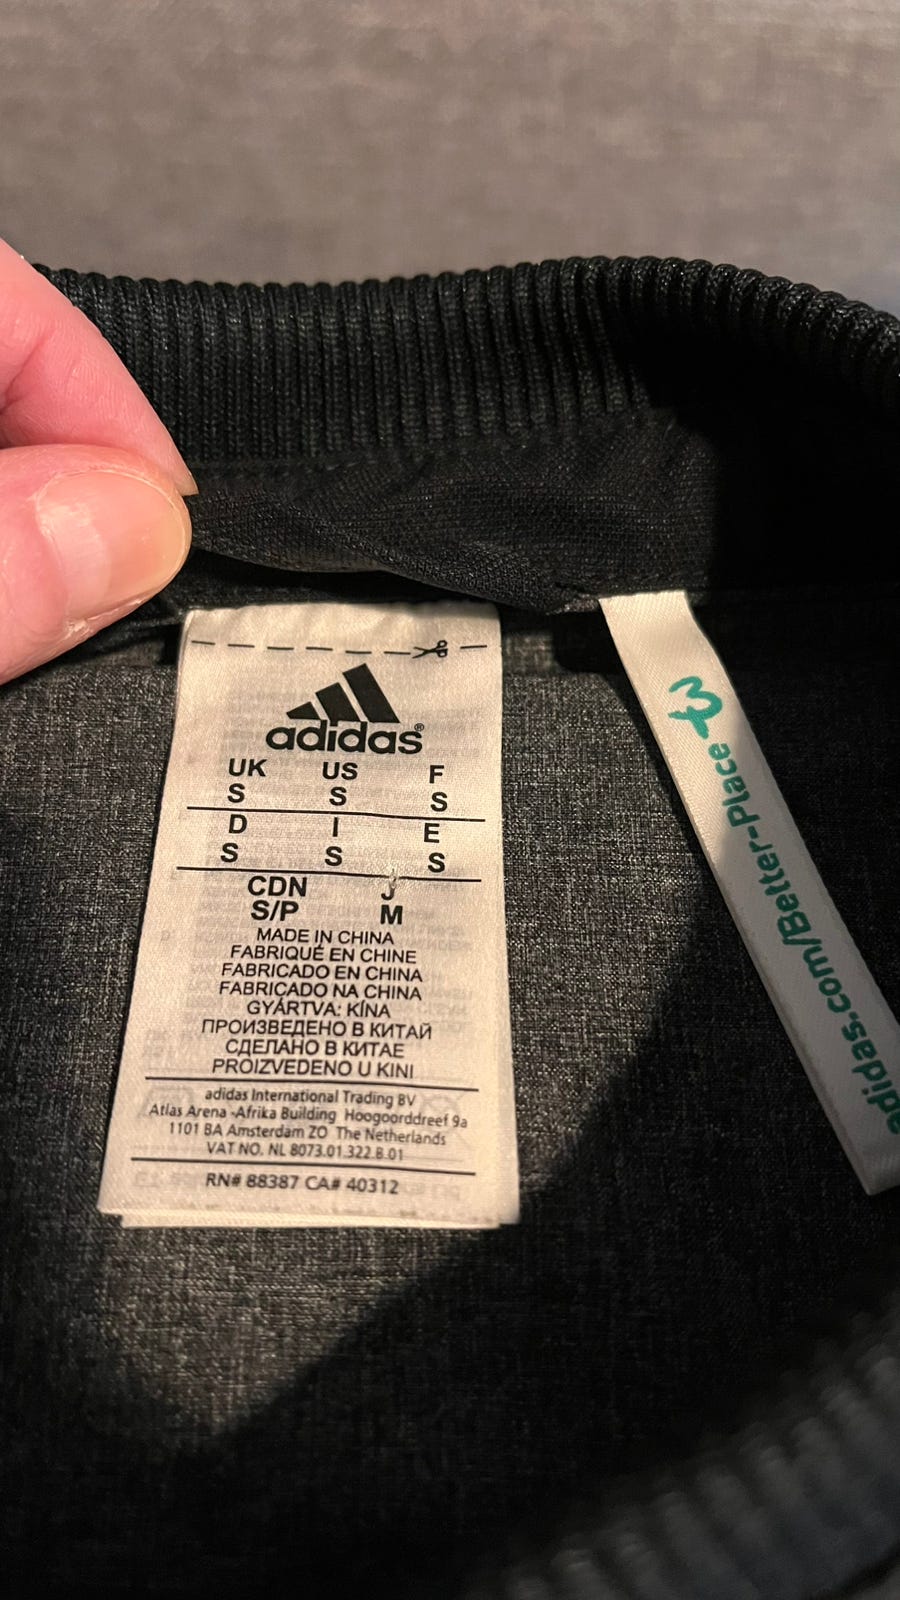 adidas®
UK US F
S S S
D I E
S S S
CDN J
S/P M
MADE IN CHINA
FABRIQUÉ EN CHINE
FABRICADO EN CHINA
FABRICADO NA CHINA
GYÁRTVA: KÍNA
ПРОИЗВЕДЕНО В КИТАЙ
СДЕЛАНО В КИТАЕ
PROIZVEDENO U KINI
adidas International Trading BV
Atlas Arena -Afrika Building Hoogoorddreef 9a
1101 BA Amsterdam ZO The Netherlands
VAT NO. NL 8073.01.322.B.01
RN# 88387 CA# 40312
adidas.com/Better-Place